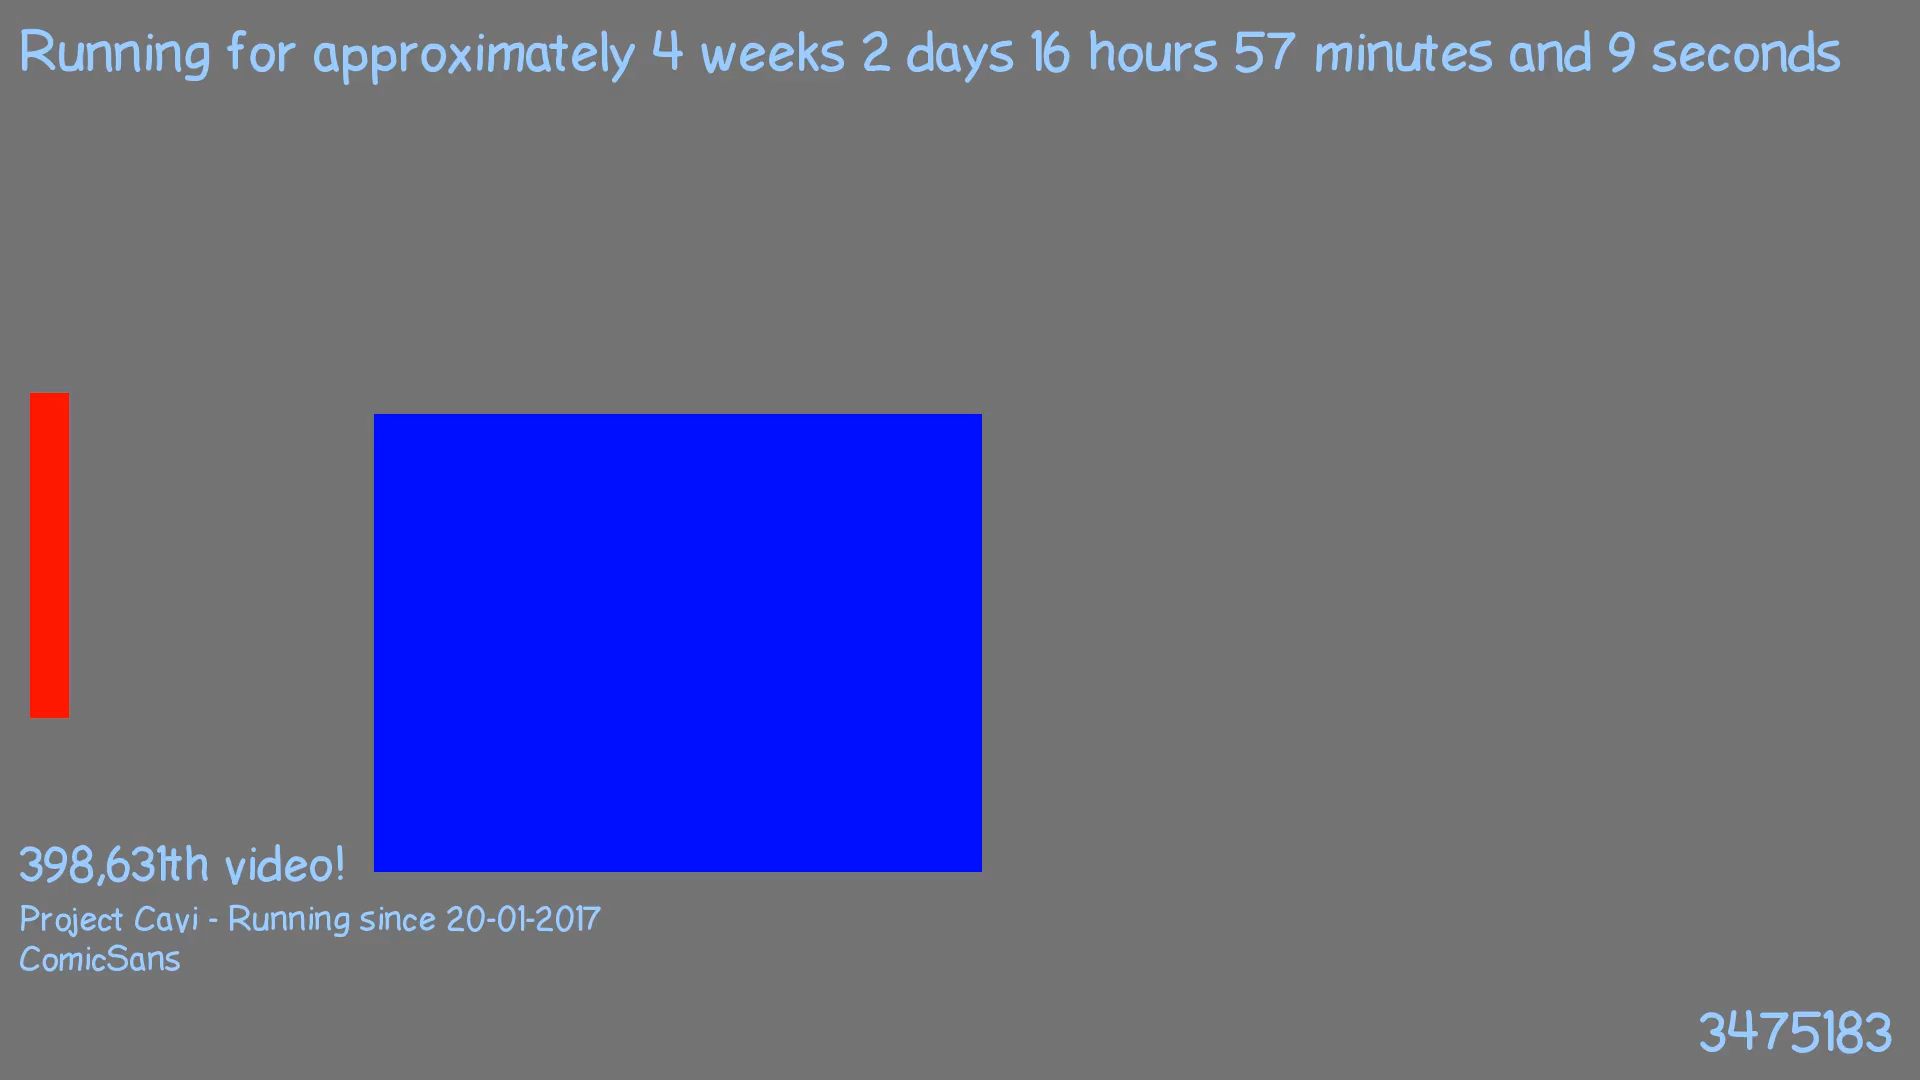 Running for approximately 4 weeks 2 days 16 hours 57 minutes and 9 seconds
398,631th video!
Project Cavi - Running since 20-01-2017
ComicSans
3475183